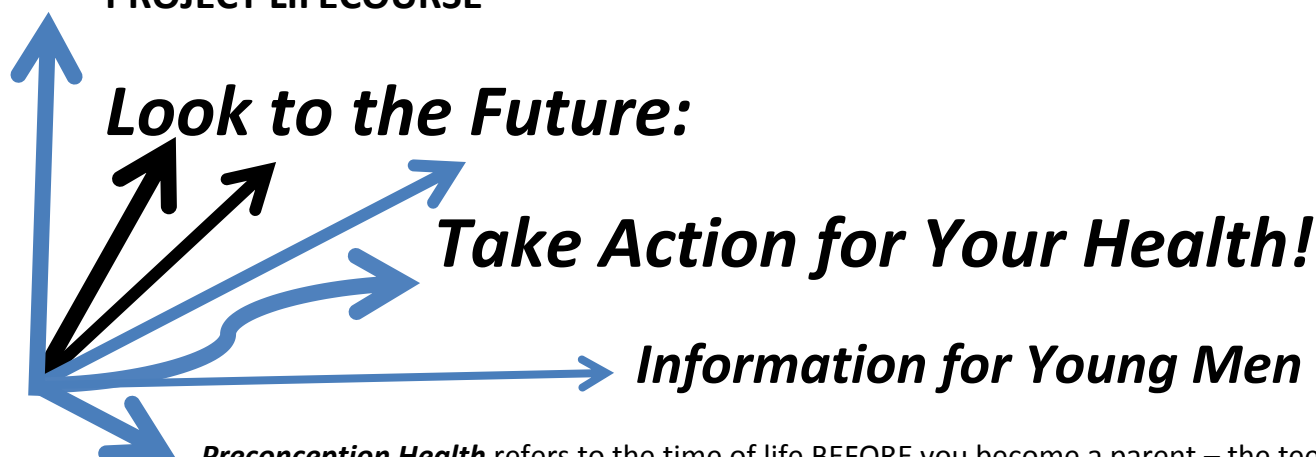 PROJECT LIFECOURSE
Look to the Future:
Take Action for Your Health!
Information for Young Men
Preconception Health refers to the time of life BEFORE you become a parent – the